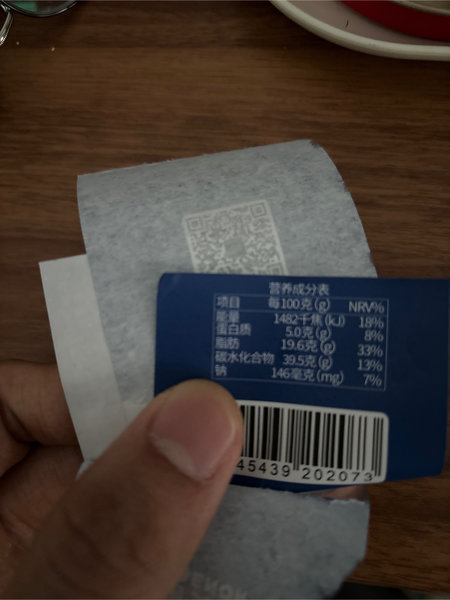 营养成分表
项目 每100克(g) NRV%
能量 1482千焦(kJ) 18%
蛋白质 5.0克(g) 8%
脂肪 19.6克(g) 33%
碳水化合物 39.5克(g) 13%
钠 146毫克(mg) 7%
45439 202073